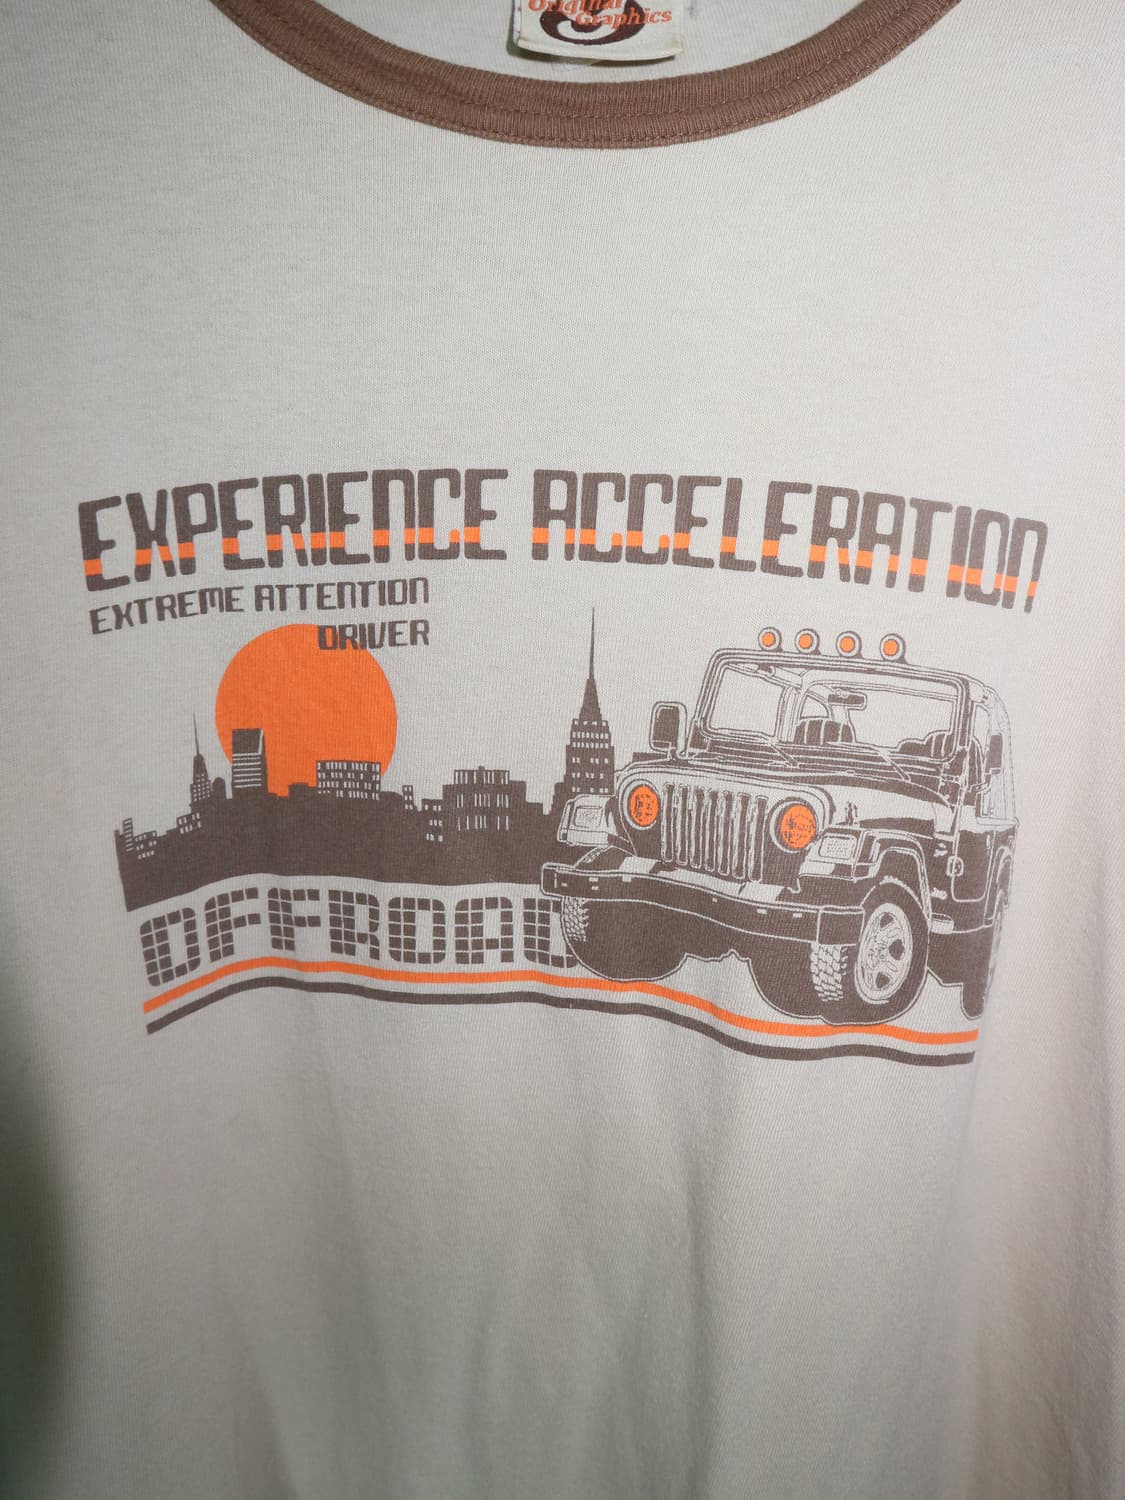 Original
Graphics
EXPERIENCE ACCELERATION
EXTREME ATTENTION
DRIVER
OFFROAD